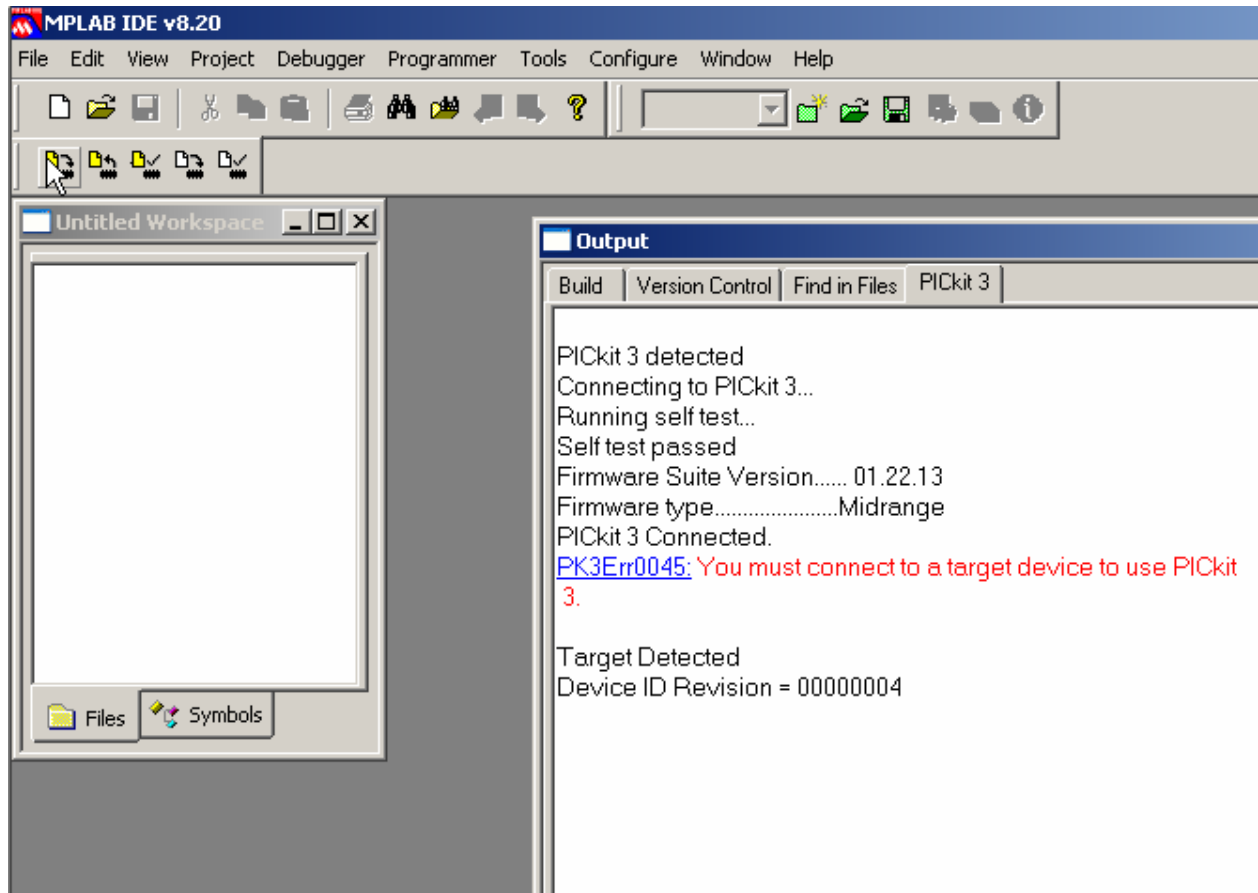 MPLAB IDE v8.20
File Edit View Project Debugger Programmer Tools Configure Window Help
Untitled Workspace
Files Symbols
Output
Build Version Control Find in Files PICkit 3
PICkit 3 detected
Connecting to PICkit 3...
Running self test...
Self test passed
Firmware Suite Version...... 01.22.13
Firmware type......................Midrange
PICkit 3 Connected.
PK3Err0045: You must connect to a target device to use PICkit
3.
Target Detected
Device ID Revision = 00000004